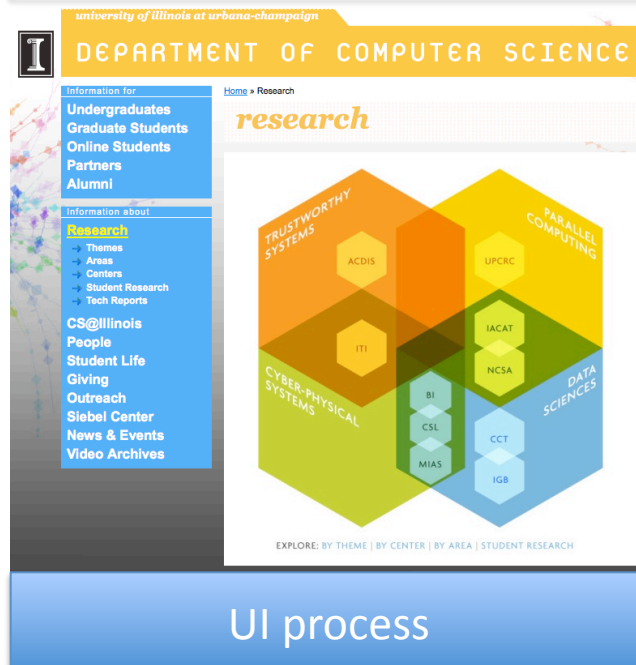 university of illinois at urbana-champaign
I
DEPARTMENT OF COMPUTER SCIENCE
Information for
Undergraduates
Graduate Students
Online Students
Partners
Alumni
Information about
Research
Themes
Areas
Centers
Student Research
Tech Reports
CS@Illinois
People
Student Life
Giving
Outreach
Siebel Center
News & Events
Video Archives
Home » Research
research
TRUSTWORTHY
SYSTEMS
PARALLEL
COMPUTING
ACDIS
UPCRC
ITI
IACAT
NCSA
CYBER-PHYSICAL
SYSTEMS
DATA
SCIENCES
BI
CSL
MIAS
CCT
IGB
EXPLORE: BY THEME | BY CENTER | BY AREA | STUDENT RESEARCH
UI process